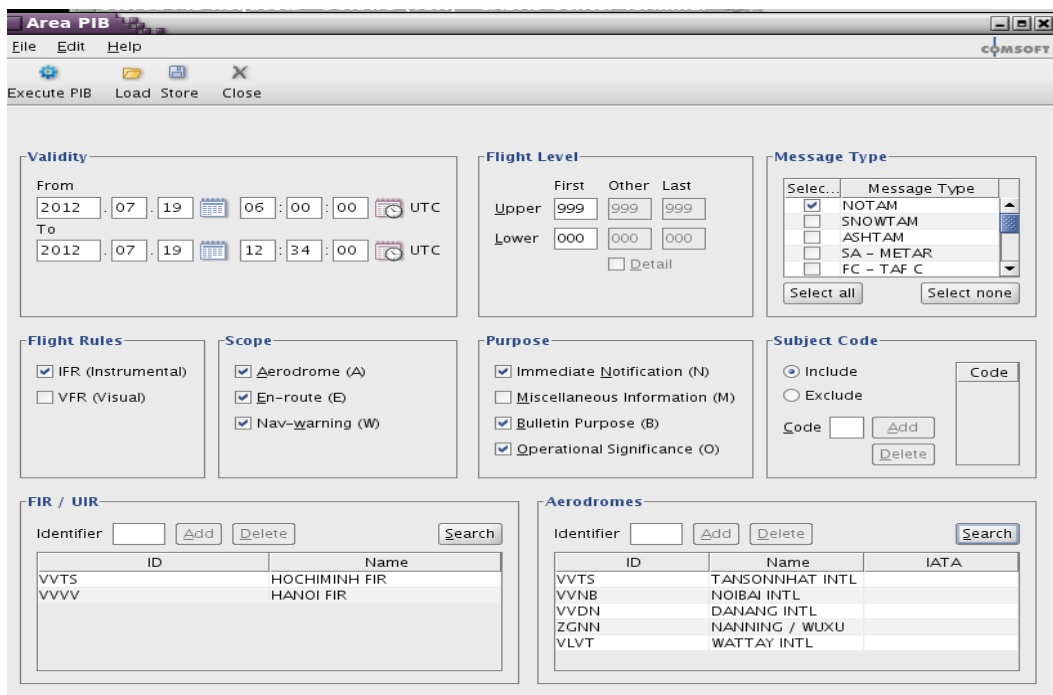 Area PIB
File Edit Help
COMSOFT
Execute PIB Load Store Close
Validity
From
2012 . 07 . 19 06 : 00 : 00 UTC
To
2012 . 07 . 19 12 : 34 : 00 UTC
Flight Level
First Other Last
Upper 999 999 999
Lower 000 000 000
Detail
Message Type
Selec... Message Type
NOTAM
SNOWTAM
ASHTAM
SA - METAR
FC - TAF C
Select all Select none
Flight Rules
IFR (Instrumental)
VFR (Visual)
Scope
Aerodrome (A)
En-route (E)
Nav-warning (W)
Purpose
Immediate Notification (N)
Miscellaneous Information (M)
Bulletin Purpose (B)
Operational Significance (O)
Subject Code
Include
Exclude
Code Add
Delete
Code
FIR / UIR
Identifier Add Delete Search
ID Name
VVTS HOCHIMINH FIR
VVVV HANOI FIR
Aerodromes
Identifier Add Delete Search
ID Name IATA
VVTS TANSONNHAT INTL
VVNB NOIBAI INTL
VVDN DANANG INTL
ZGNN NANNING / WUXU
VLVT WATTAY INTL